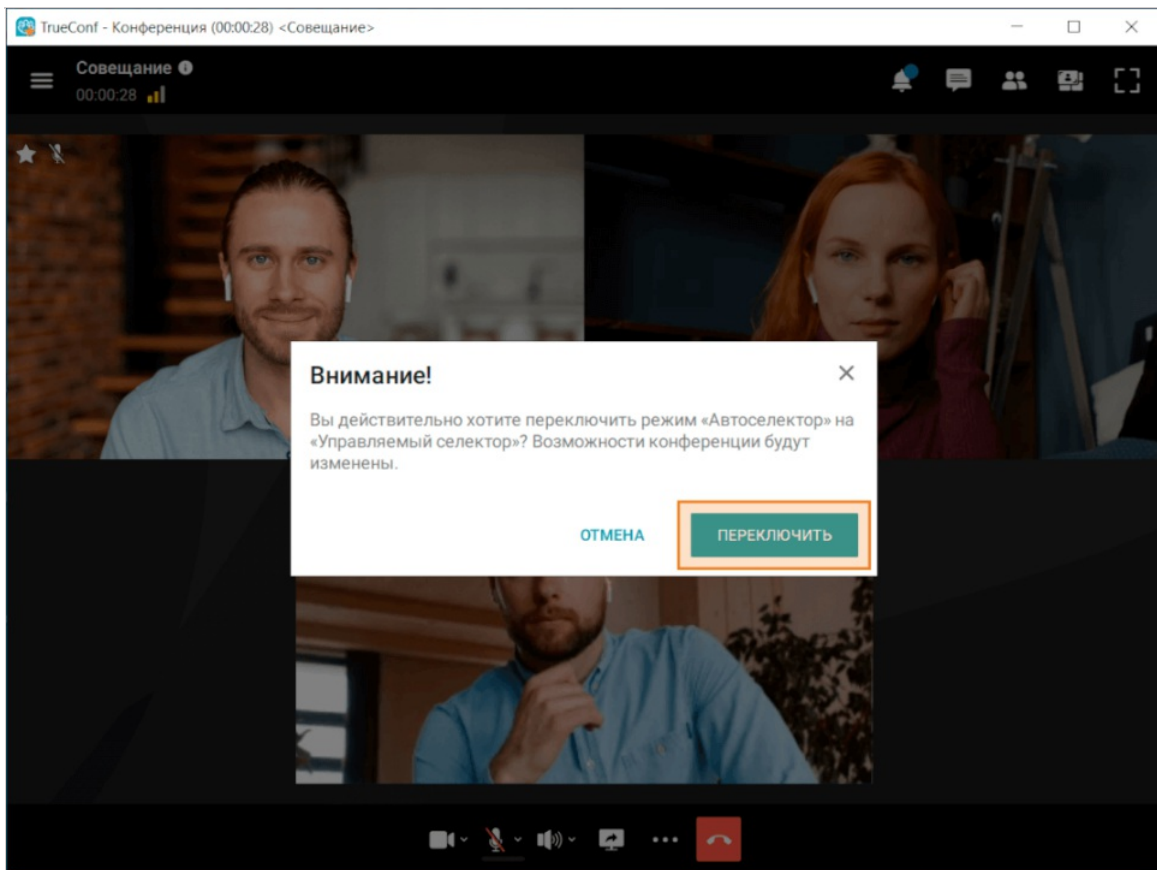 TrueConf - Конференция (00:00:28) <Совещание>
Совещание
00:00:28
Внимание!
Вы действительно хотите переключить режим «Автоселектор» на
«Управляемый селектор»? Возможности конференции будут
изменены.
ОТМЕНА
ПЕРЕКЛЮЧИТЬ